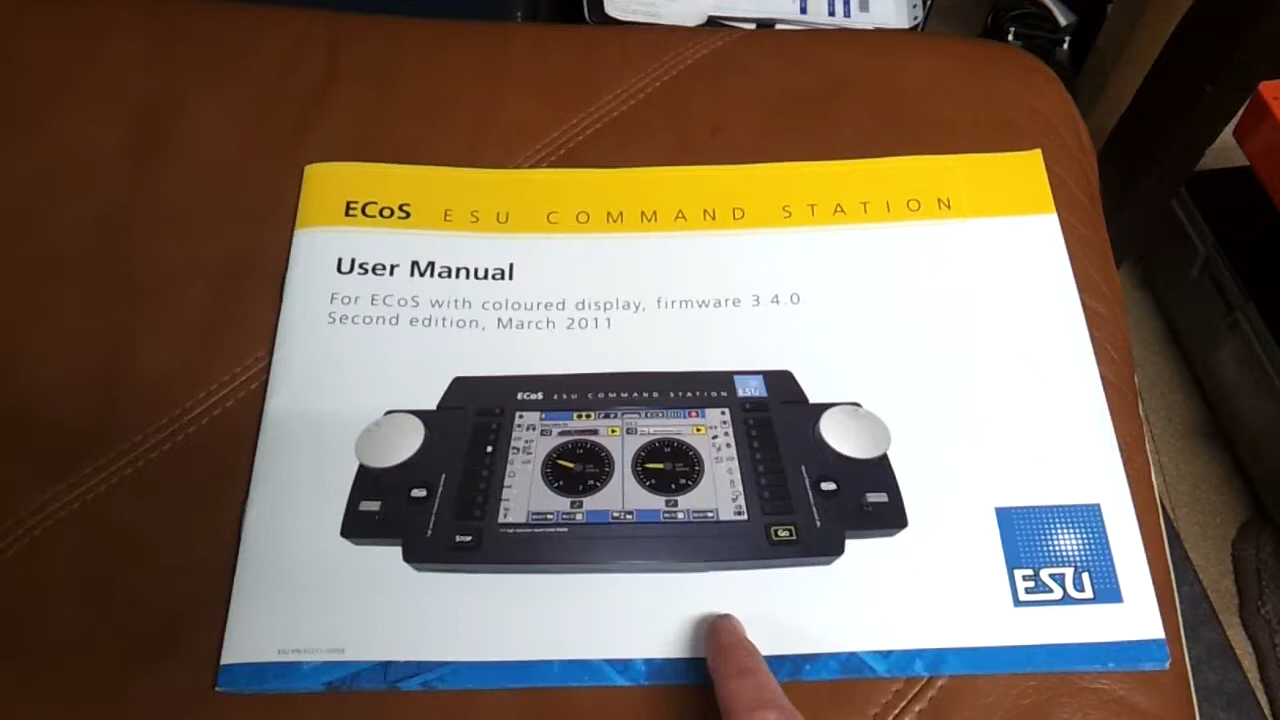 ECoS ESU COMMAND STATION
User Manual
For ECoS with coloured display, firmware 3.4.0
Second edition, March 2011
ECoS ESU COMMAND STATION
ESU
STOP
Go
ESU